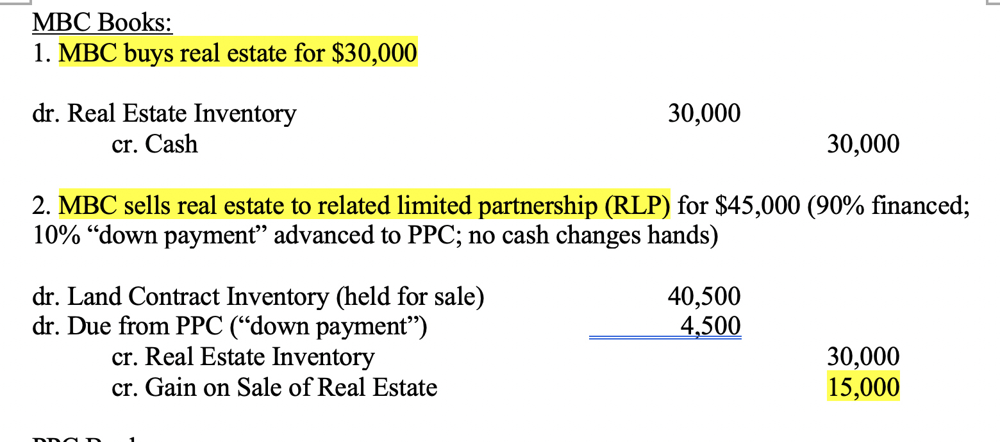 MBC Books:
1. MBC buys real estate for $30,000
dr. Real Estate Inventory 30,000
cr. Cash 30,000
2. MBC sells real estate to related limited partnership (RLP) for $45,000 (90% financed;
10% “down payment” advanced to PPC; no cash changes hands)
dr. Land Contract Inventory (held for sale) 40,500
dr. Due from PPC (“down payment”) 4,500
cr. Real Estate Inventory 30,000
cr. Gain on Sale of Real Estate 15,000